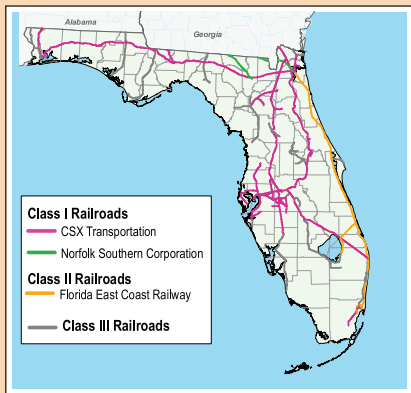 Alabama
Georgia
Class I Railroads
CSX Transportation
Norfolk Southern Corporation
Class II Railroads
Florida East Coast Railway
Class III Railroads